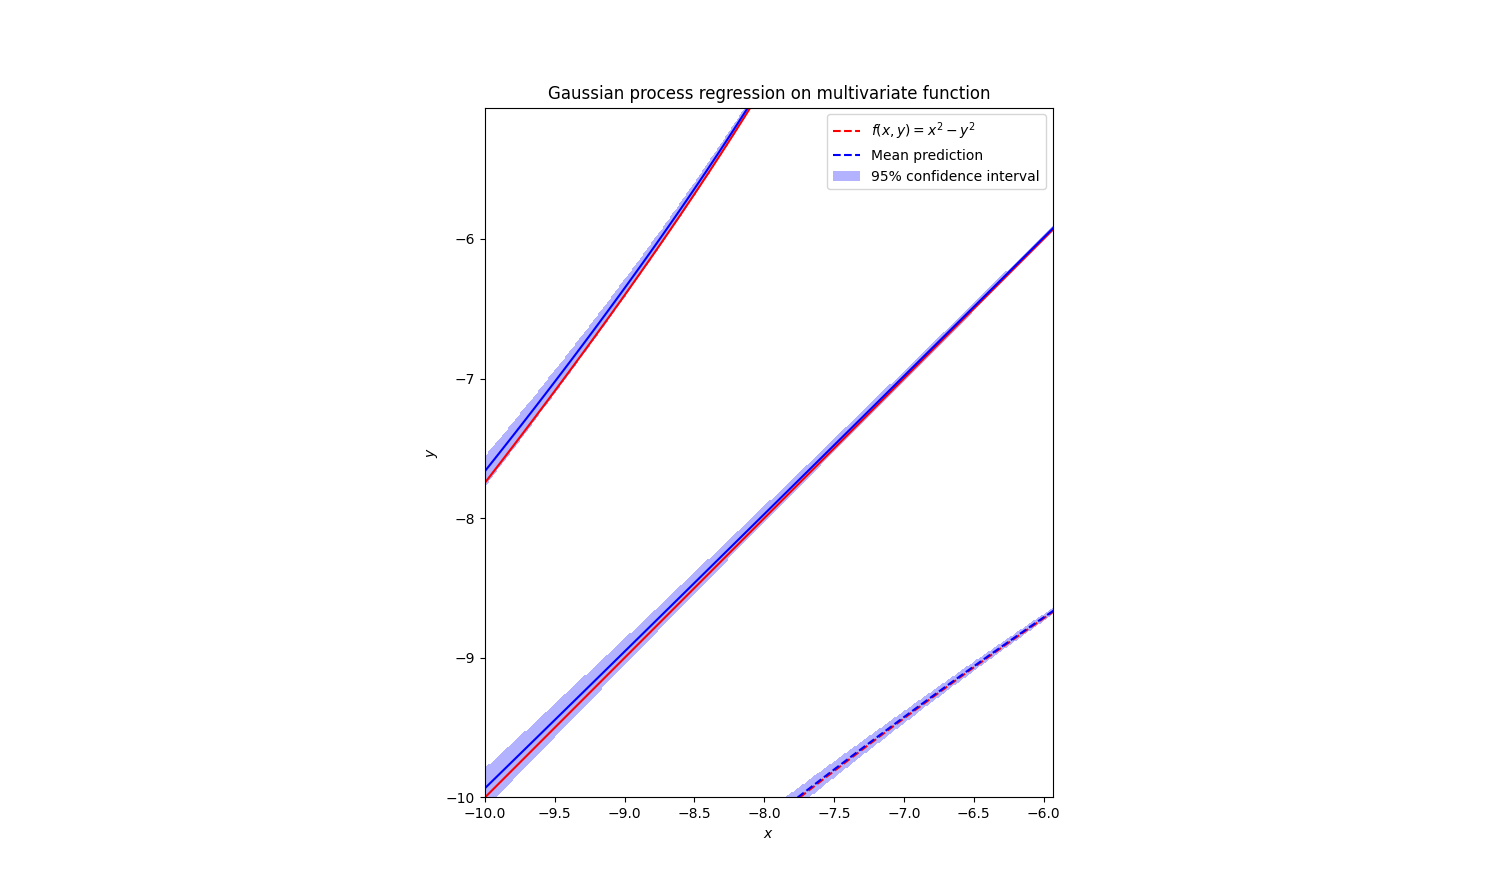 Gaussian process regression on multivariate function
f(x, y) = x² − y²
Mean prediction
95% confidence interval
−6
−7
y
−8
−9
−10
−10.0 −9.5 −9.0 −8.5 −8.0 −7.5 −7.0 −6.5 −6.0
x